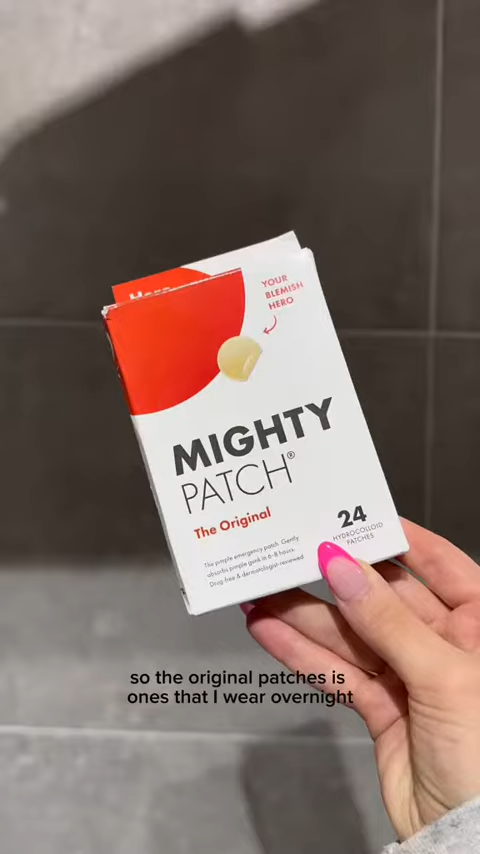 Hero
YOUR
BLEMISH
HERO
MIGHTY
PATCH®
The Original
The pimple emergency patch. Gently
absorbs pimple gunk in 6-8 hours.
Drug free & dermatologist-reviewed.
24
HYDROCOLLOID
PATCHES
so the original patches is
ones that I wear overnight